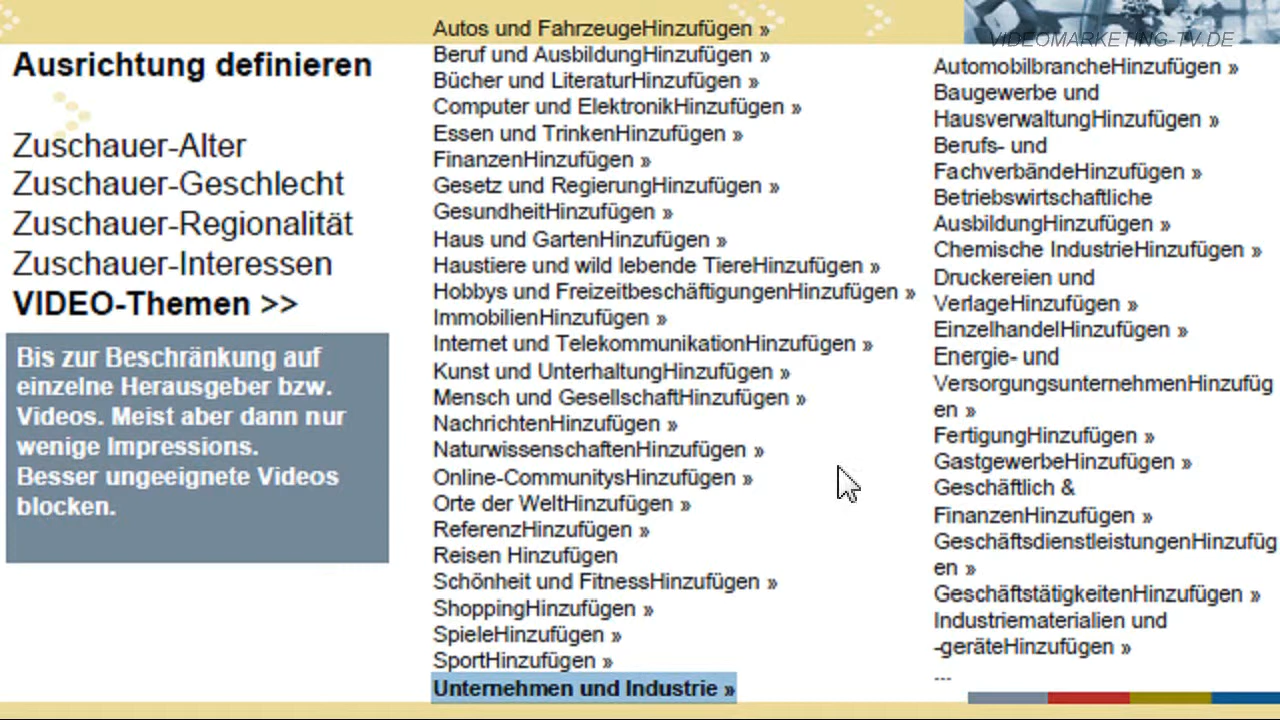 VIDEOMARKETING-TV.DE
Ausrichtung definieren
Zuschauer-Alter
Zuschauer-Geschlecht
Zuschauer-Regionalität
Zuschauer-Interessen
VIDEO-Themen >>
Bis zur Beschränkung auf
einzelne Herausgeber bzw.
Videos. Meist aber dann nur
wenige Impressions.
Besser ungeeignete Videos
blocken.
Autos und FahrzeugeHinzufügen »
Beruf und AusbildungHinzufügen »
Bücher und LiteraturHinzufügen »
Computer und ElektronikHinzufügen »
Essen und TrinkenHinzufügen »
FinanzenHinzufügen »
Gesetz und RegierungHinzufügen »
GesundheitHinzufügen »
Haus und GartenHinzufügen »
Haustiere und wild lebende TiereHinzufügen »
Hobbys und FreizeitbeschäftigungenHinzufügen »
ImmobilienHinzufügen »
Internet und TelekommunikationHinzufügen »
Kunst und UnterhaltungHinzufügen »
Mensch und GesellschaftHinzufügen »
NachrichtenHinzufügen »
NaturwissenschaftenHinzufügen »
Online-CommunitysHinzufügen »
Orte der WeltHinzufügen »
ReferenzHinzufügen »
Reisen Hinzufügen
Schönheit und FitnessHinzufügen »
ShoppingHinzufügen »
SpieleHinzufügen »
SportHinzufügen »
Unternehmen und Industrie »
AutomobilbrancheHinzufügen »
Baugewerbe und
HausverwaltungHinzufügen »
Berufs- und
FachverbändeHinzufügen »
Betriebswirtschaftliche
AusbildungHinzufügen »
Chemische IndustrieHinzufügen »
Druckereien und
VerlageHinzufügen »
EinzelhandelHinzufügen »
Energie- und
VersorgungsunternehmenHinzufüg
en »
FertigungHinzufügen »
GastgewerbeHinzufügen »
Geschäftlich &
FinanzenHinzufügen »
GeschäftsdienstleistungenHinzufüg
en »
GeschäftstätigkeitenHinzufügen »
Industriematerialien und
-geräteHinzufügen »
---